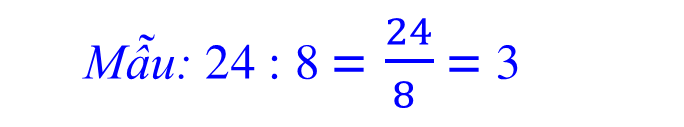 Mẫu: 24 : 8 = 24/8 = 3